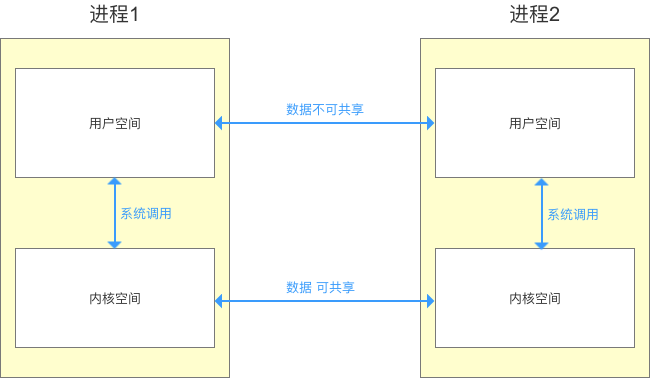 进程1
进程2
数据不可共享
用户空间
用户空间
系统调用
系统调用
数据 可共享
内核空间
内核空间